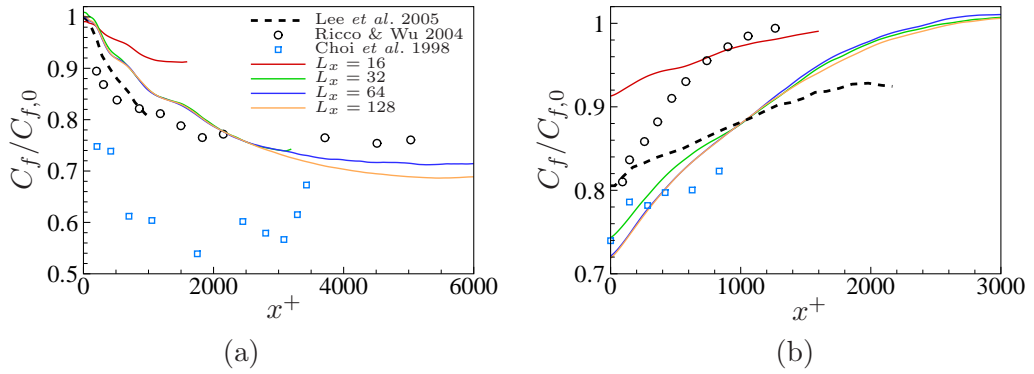 1
0.9
0.8
0.7
0.6
0.5
0
2000
4000
6000
C_f/C_{f,0}
x^+
Lee et al. 2005
Ricco & Wu 2004
Choi et al. 1998
L_x = 16
L_x = 32
L_x = 64
L_x = 128
(a)
1
0.9
0.8
0.7
0
1000
2000
3000
C_f/C_{f,0}
x^+
(b)